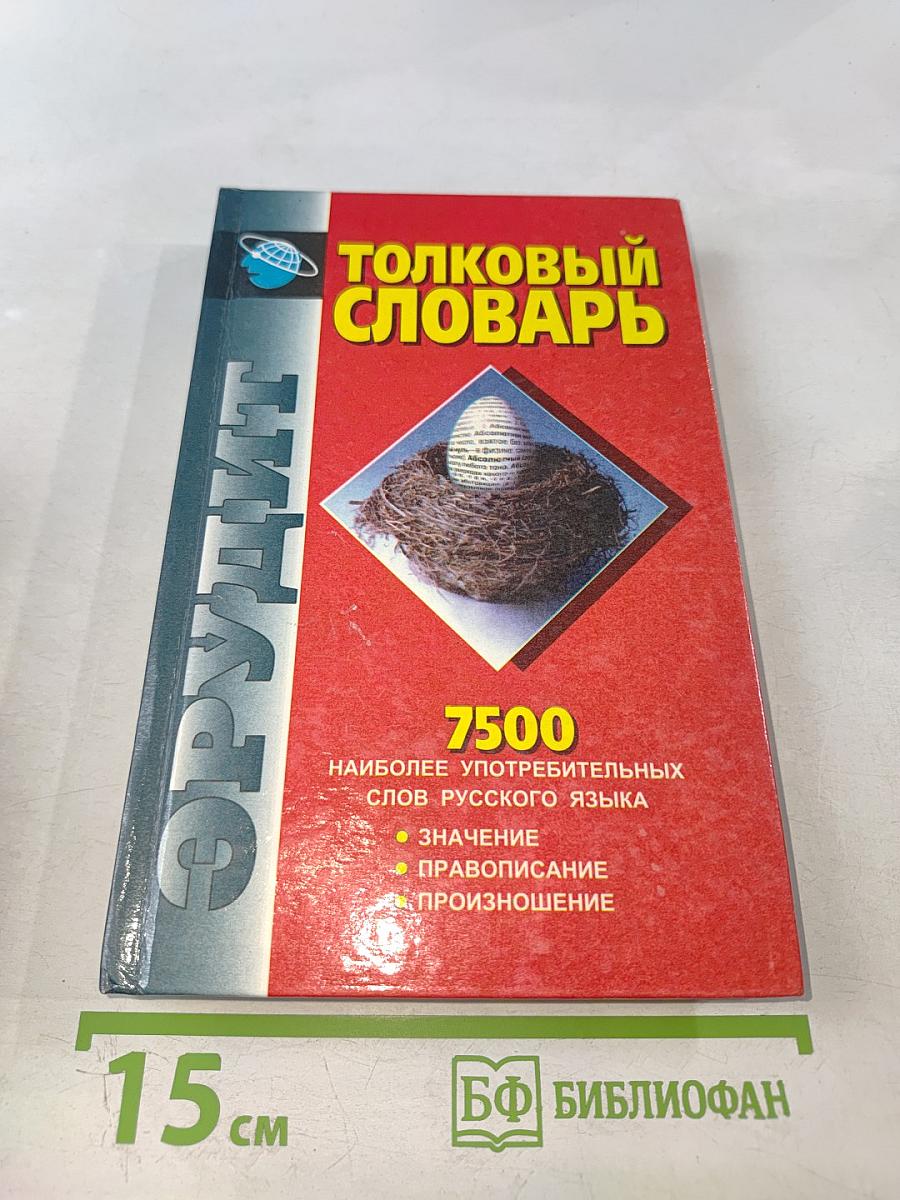 ТОЛКОВЫЙ
СЛОВАРЬ
ЭРУДИТ
7500
НАИБОЛЕЕ УПОТРЕБИТЕЛЬНЫХ
СЛОВ РУССКОГО ЯЗЫКА
• ЗНАЧЕНИЕ
• ПРАВОПИСАНИЕ
• ПРОИЗНОШЕНИЕ
15 см
БФ БИБЛИОФАН